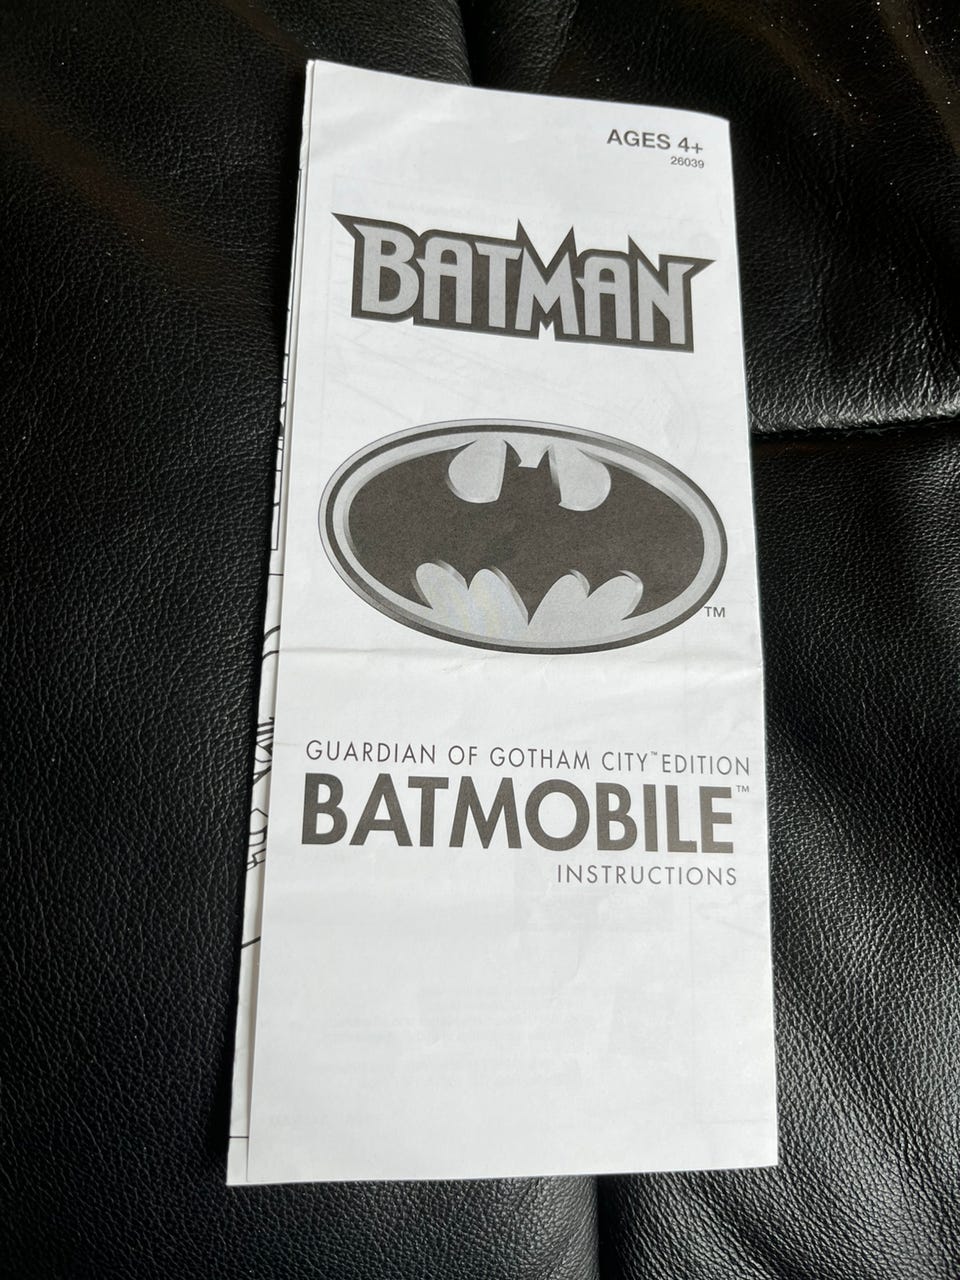 AGES 4+
26039
BATMAN
TM
GUARDIAN OF GOTHAM CITY™ EDITION
BATMOBILE™
INSTRUCTIONS